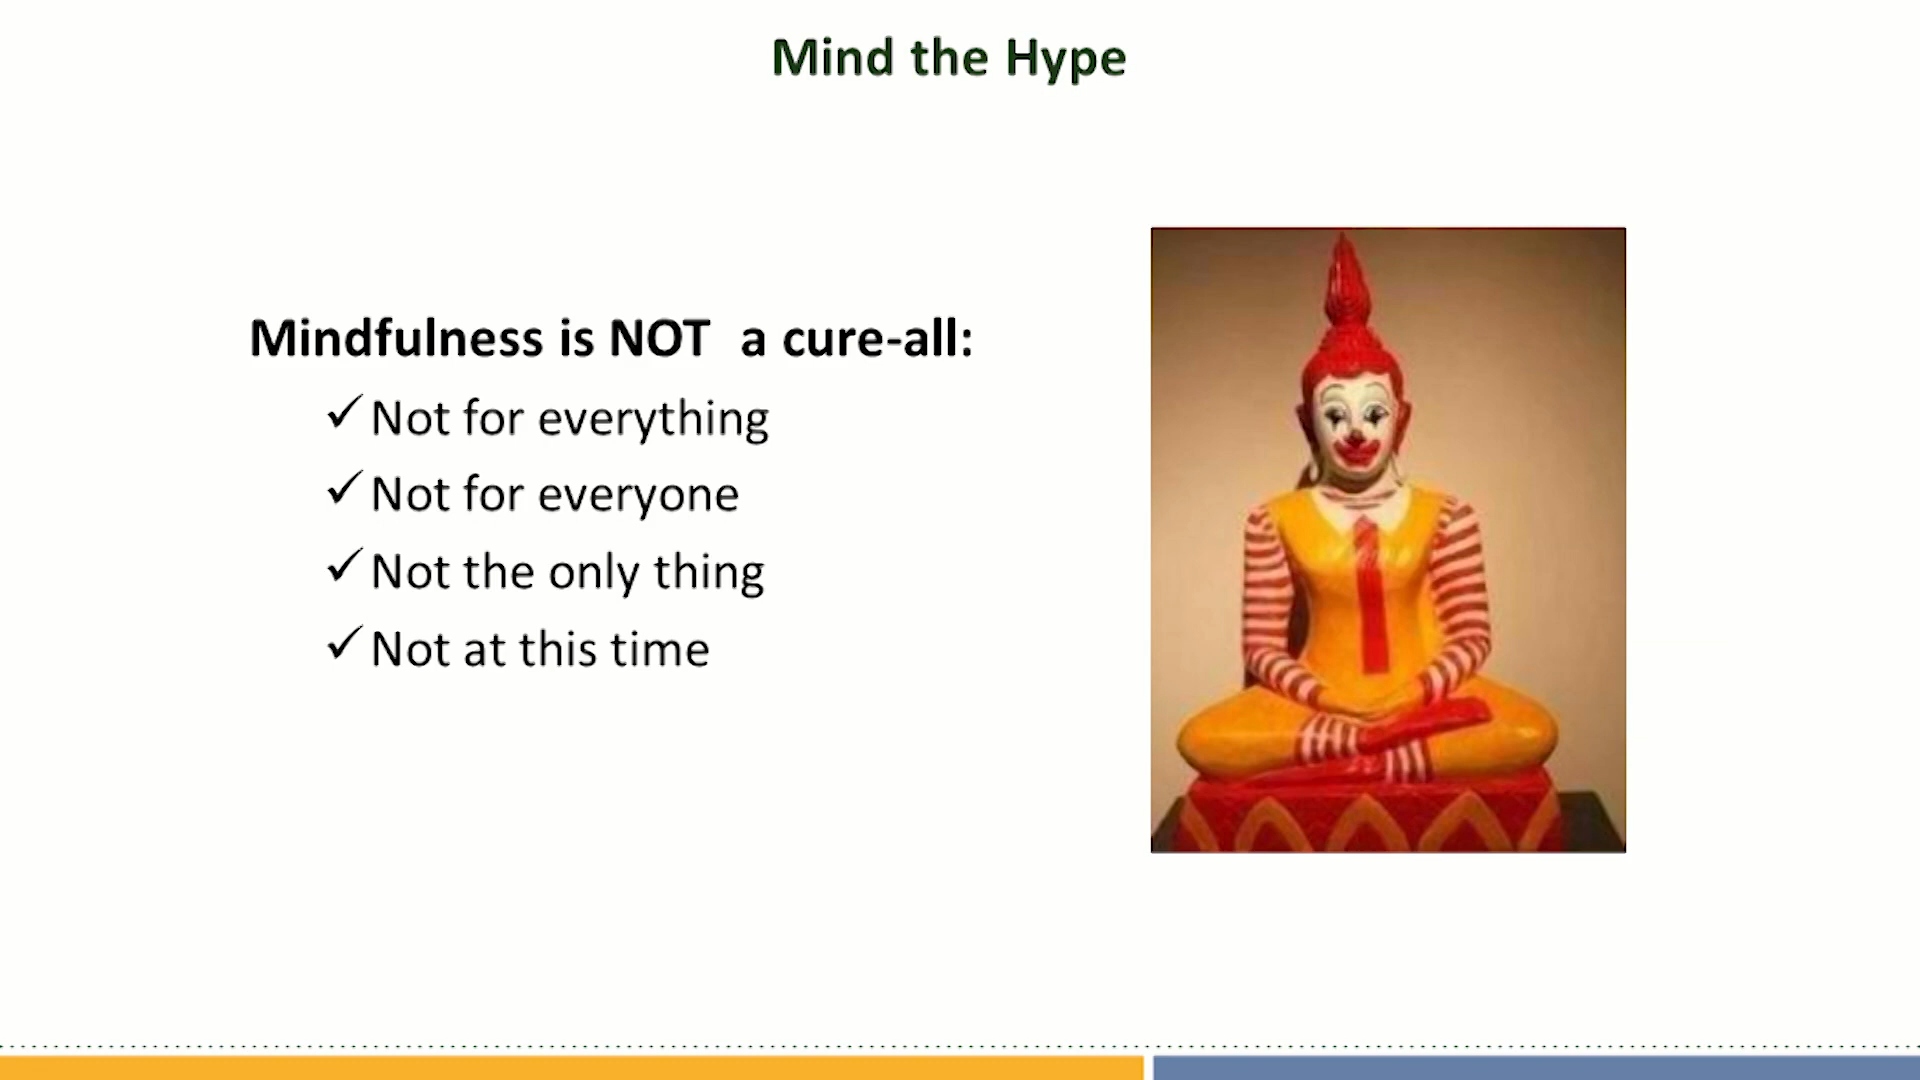 Mind the Hype
Mindfulness is NOT  a cure-all:
✓ Not for everything
✓ Not for everyone
✓ Not the only thing
✓ Not at this time